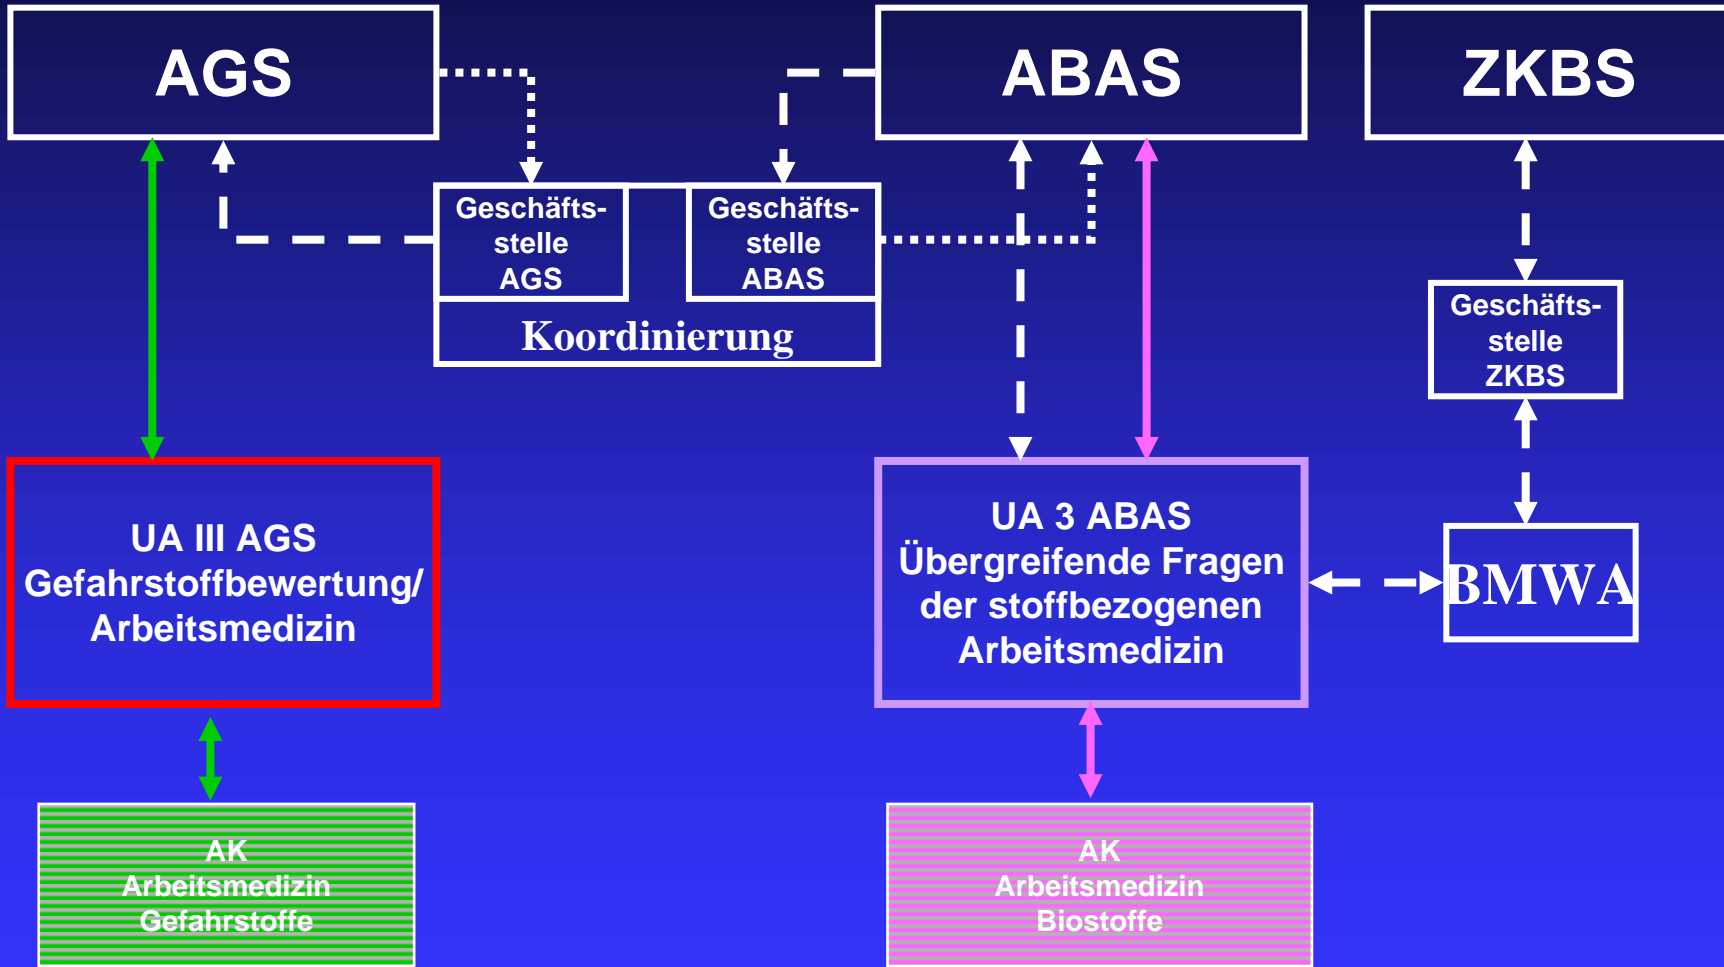 AGS
ABAS
ZKBS
Geschäfts-
stelle
AGS
Geschäfts-
stelle
ABAS
Koordinierung
Geschäfts-
stelle
ZKBS
UA III AGS
Gefahrstoffbewertung/
Arbeitsmedizin
UA 3 ABAS
Übergreifende Fragen
der stoffbezogenen
Arbeitsmedizin
BMWA
AK
Arbeitsmedizin
Gefahrstoffe
AK
Arbeitsmedizin
Biostoffe